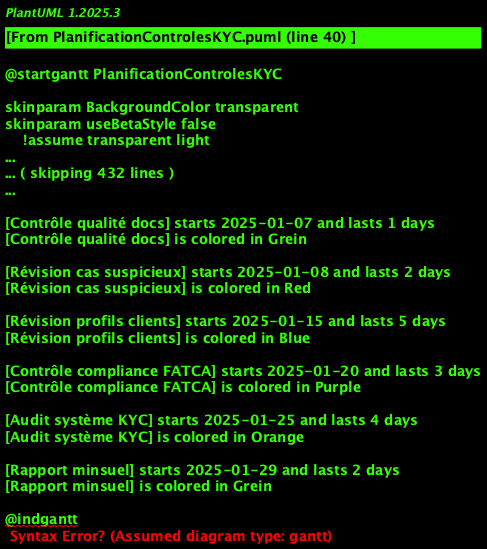 PlantUML 1.2025.3
[From PlanificationControlesKYC.puml (line 40) ]
@startgantt PlanificationControlesKYC
skinparam BackgroundColor transparent
skinparam useBetaStyle false
!assume transparent light
...
... ( skipping 432 lines )
...
[Contrôle qualité docs] starts 2025-01-07 and lasts 1 days
[Contrôle qualité docs] is colored in Grein
[Révision cas suspicieux] starts 2025-01-08 and lasts 2 days
[Révision cas suspicieux] is colored in Red
[Révision profils clients] starts 2025-01-15 and lasts 5 days
[Révision profils clients] is colored in Blue
[Contrôle compliance FATCA] starts 2025-01-20 and lasts 3 days
[Contrôle compliance FATCA] is colored in Purple
[Audit système KYC] starts 2025-01-25 and lasts 4 days
[Audit système KYC] is colored in Orange
[Rapport minsuel] starts 2025-01-29 and lasts 2 days
[Rapport minsuel] is colored in Grein
@indgantt
Syntax Error? (Assumed diagram type: gantt)